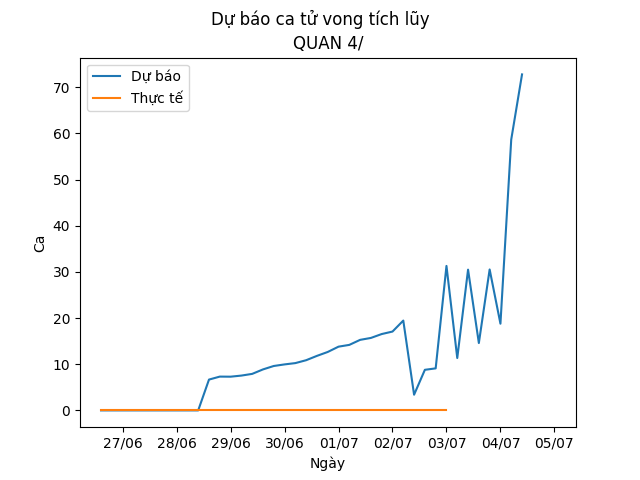 Dự báo ca tử vong tích lũy
QUAN 4/
Dự báo
Thực tế
Ca
70
60
50
40
30
20
10
0
27/06 28/06 29/06 30/06 01/07 02/07 03/07 04/07 05/07
Ngày